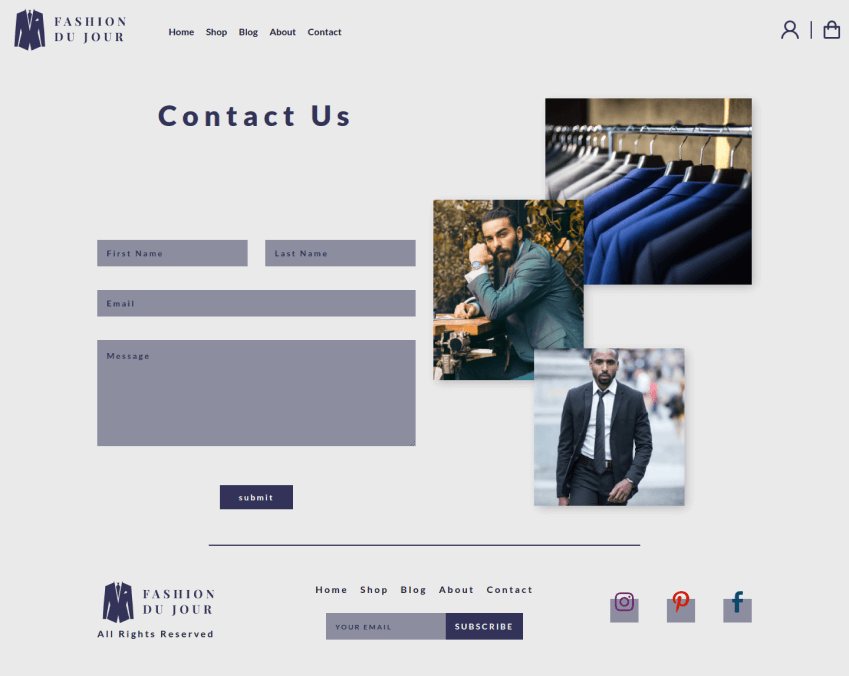 FASHION
DU JOUR
Home Shop Blog About Contact
Contact Us
First Name Last Name
Email
Message
submit
FASHION
DU JOUR
All Rights Reserved
Home Shop Blog About Contact
YOUR EMAIL SUBSCRIBE